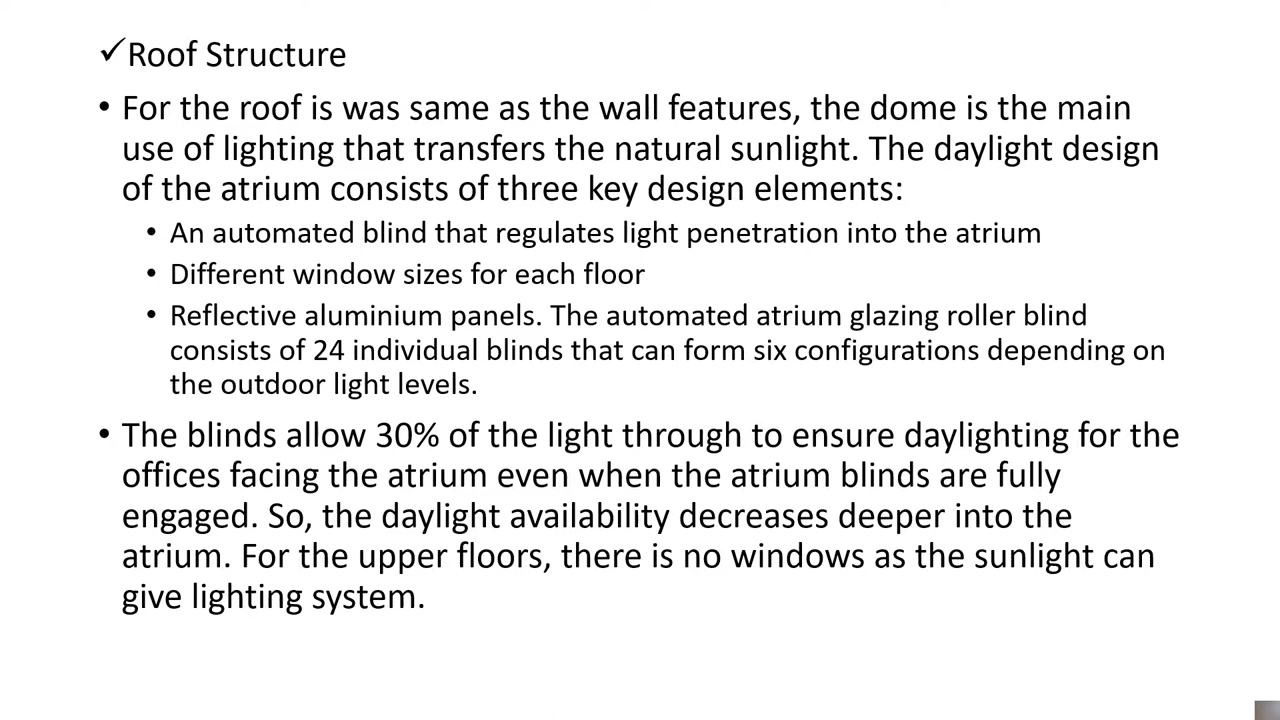 ✓Roof Structure
• For the roof is was same as the wall features, the dome is the main
use of lighting that transfers the natural sunlight. The daylight design
of the atrium consists of three key design elements:
• An automated blind that regulates light penetration into the atrium
• Different window sizes for each floor
• Reflective aluminium panels. The automated atrium glazing roller blind
consists of 24 individual blinds that can form six configurations depending on
the outdoor light levels.
• The blinds allow 30% of the light through to ensure daylighting for the
offices facing the atrium even when the atrium blinds are fully
engaged. So, the daylight availability decreases deeper into the
atrium. For the upper floors, there is no windows as the sunlight can
give lighting system.